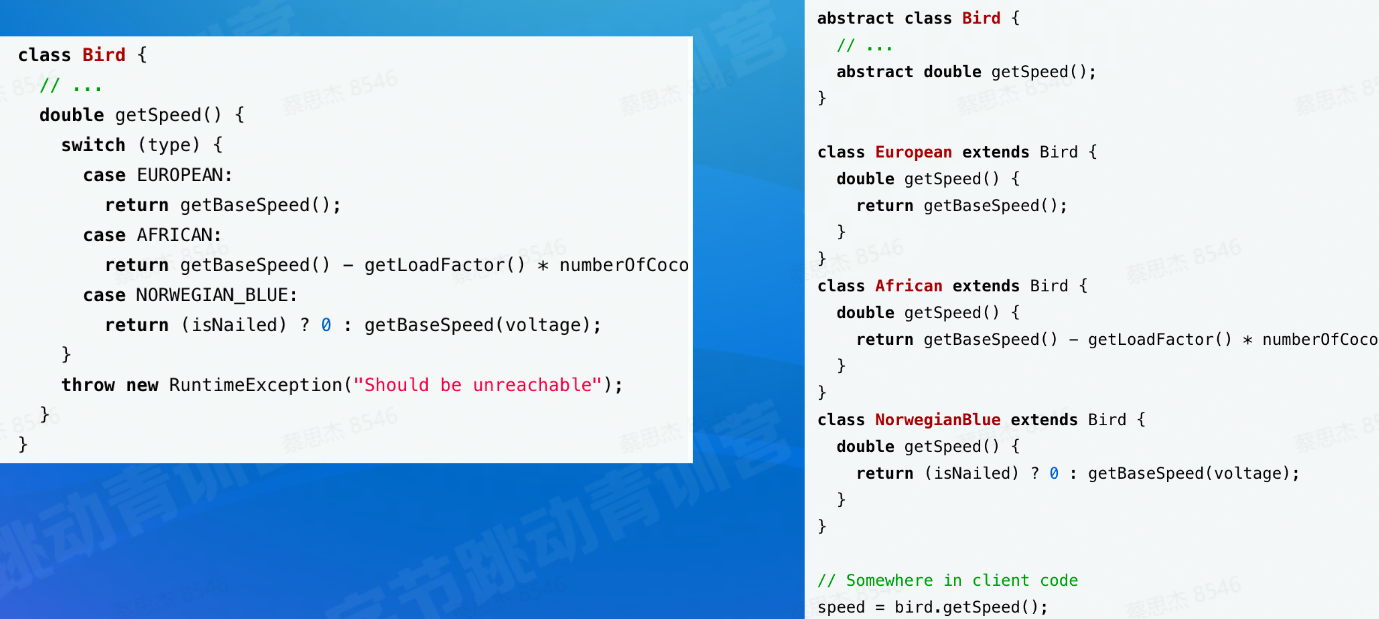 class Bird {
// ...
double getSpeed() {
switch (type) {
case EUROPEAN:
return getBaseSpeed();
case AFRICAN:
return getBaseSpeed() - getLoadFactor() * numberOfCoco
case NORWEGIAN_BLUE:
return (isNailed) ? 0 : getBaseSpeed(voltage);
}
throw new RuntimeException("Should be unreachable");
}
}
abstract class Bird {
// ...
abstract double getSpeed();
}
class European extends Bird {
double getSpeed() {
return getBaseSpeed();
}
}
class African extends Bird {
double getSpeed() {
return getBaseSpeed() - getLoadFactor() * numberOfCoco
}
}
class NorwegianBlue extends Bird {
double getSpeed() {
return (isNailed) ? 0 : getBaseSpeed(voltage);
}
}
// Somewhere in client code
speed = bird.getSpeed();
蔡思杰 8546
字节跳动青训营